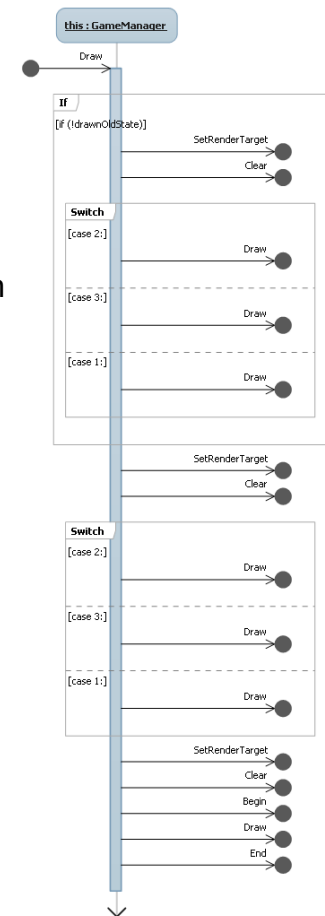 this : GameManager
Draw
If
[if (!drawnOldState)]
SetRenderTarget
Clear
Switch
[case 2:]
Draw
n
[case 3:]
Draw
[case 1:]
Draw
SetRenderTarget
Clear
Switch
[case 2:]
Draw
[case 3:]
Draw
[case 1:]
Draw
SetRenderTarget
Clear
Begin
Draw
End